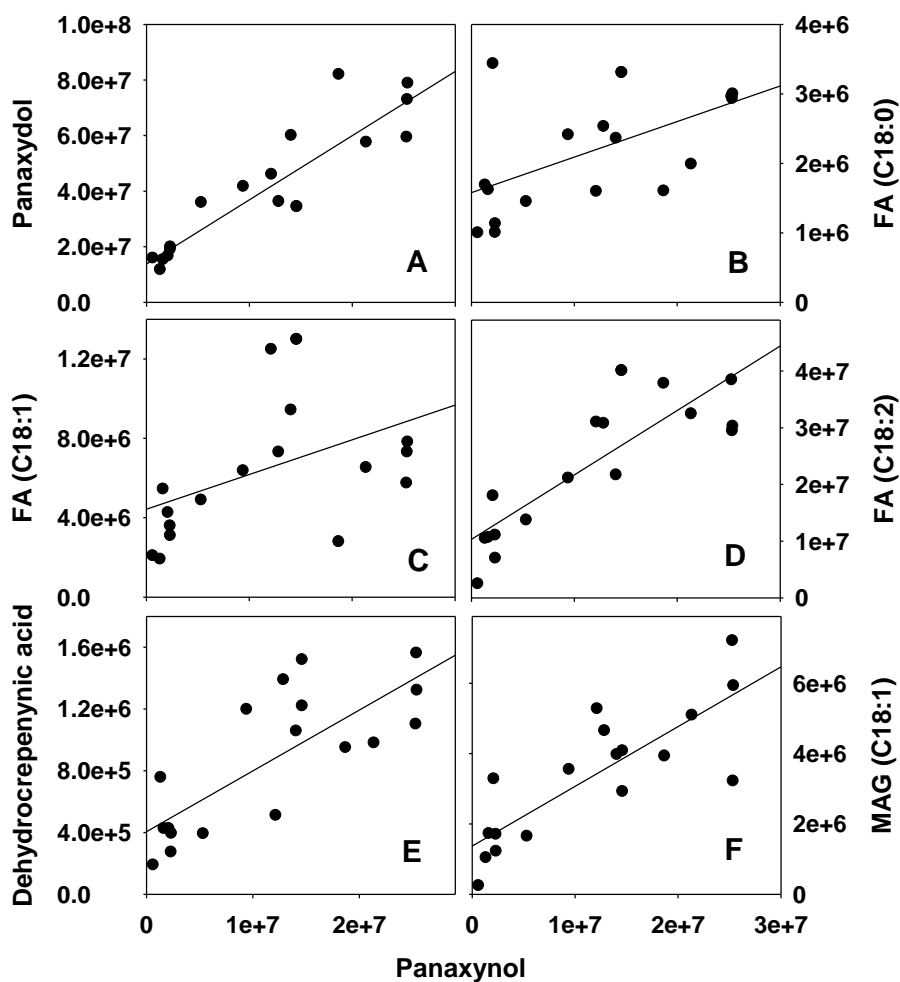 1.0e+8
8.0e+7
6.0e+7
4.0e+7
2.0e+7
0.0
Panaxydol
A
4e+6
3e+6
2e+6
1e+6
0
FA (C18:0)
B
1.2e+7
8.0e+6
4.0e+6
0.0
FA (C18:1)
C
4e+7
3e+7
2e+7
1e+7
0
FA (C18:2)
D
1.6e+6
1.2e+6
8.0e+5
4.0e+5
0.0
Dehydrocrepenynic acid
E
6e+6
4e+6
2e+6
0
MAG (C18:1)
F
0 1e+7 2e+7 0 1e+7 2e+7 3e+7
Panaxynol